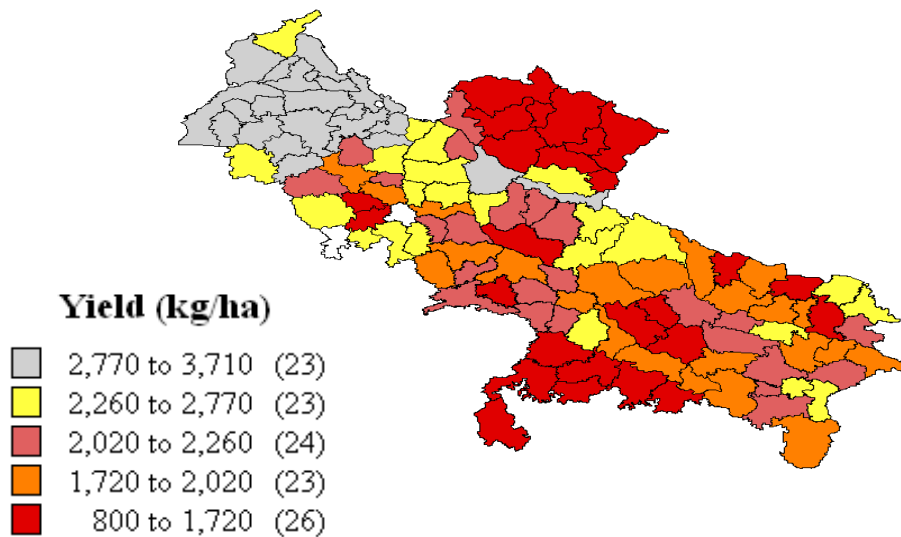 Yield (kg/ha)
2,770 to 3,710 (23)
2,260 to 2,770 (23)
2,020 to 2,260 (24)
1,720 to 2,020 (23)
800 to 1,720 (26)